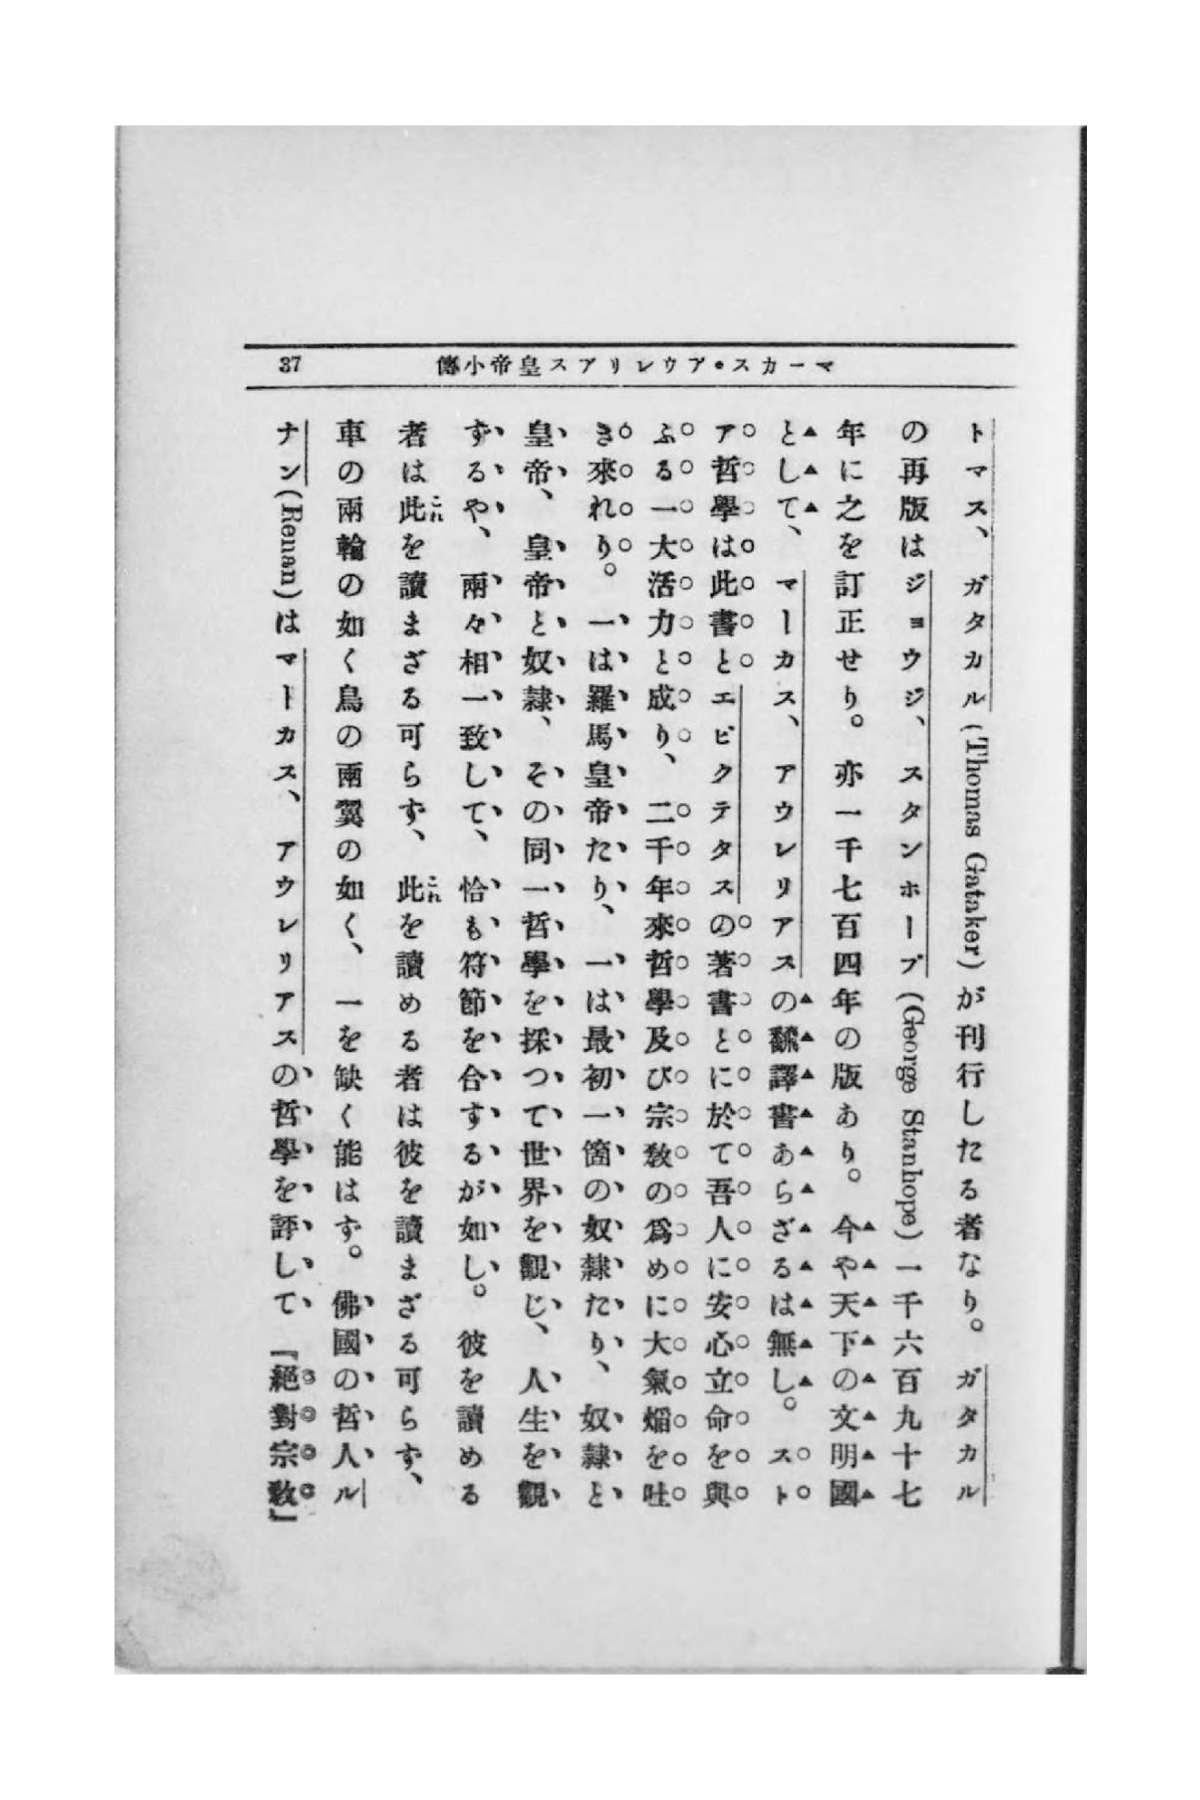 マーカス・アウレリアス皇帝小傳
37
トマス、ガタカル(Thomas Gataker)が刊行したる者なり。ガタカル
の再版はジョウジ、スタンホープ(George Stanhope)一千六百九十七
年に之を訂正せり。亦一千七百四年の版あり。今や天下の文明國
として、マーカス、アウレリアスの飜譯書あらざるは無し。スト
ア哲學は此書とエピクテタスの著書とに於て吾人に安心立命を與
ふる一大活力と成り、二千年來哲學及び宗教の爲めに大氣焔を吐
き來れり。一は羅馬皇帝たり、一は最初一箇の奴隷たり、奴隷と
皇帝、皇帝と奴隷、その同一哲學を採つて世界を觀じ、人生を觀
ずるや、兩々相一致して、恰も符節を合するが如し。彼を讀める
者は此これを讀まざる可らず、此これを讀める者は彼を讀まざる可らず、
車の兩輪の如く鳥の兩翼の如く、一を缺く能はず。佛國の哲人ル
ナン(Renan)はマーカス、アウレリアスの哲學を評して「絕對宗教」